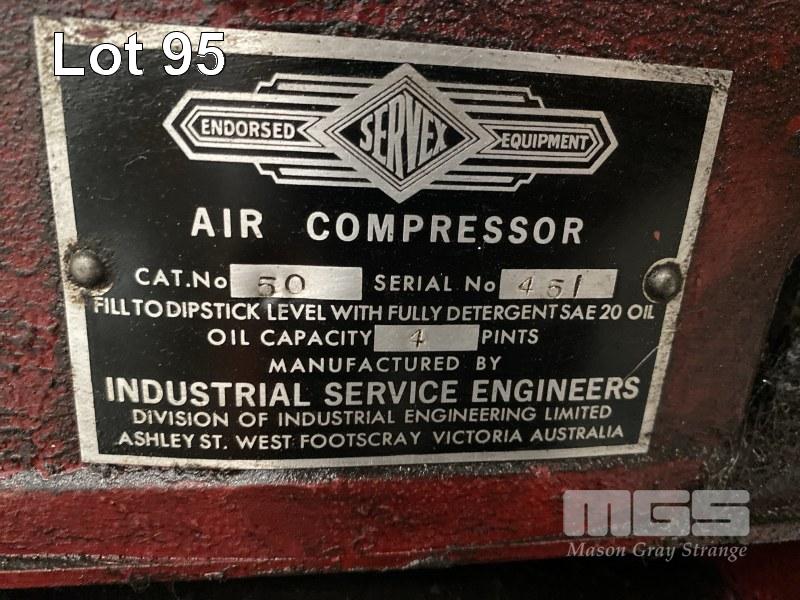 Lot 95
ENDORSED SERVEX EQUIPMENT
AIR COMPRESSOR
CAT. No 50 SERIAL No 451
FILL TO DIPSTICK LEVEL WITH FULLY DETERGENT SAE 20 OIL
OIL CAPACITY 4 PINTS
MANUFACTURED BY
INDUSTRIAL SERVICE ENGINEERS
DIVISION OF INDUSTRIAL ENGINEERING LIMITED
ASHLEY ST. WEST FOOTSCRAY VICTORIA AUSTRALIA
MGS
Mason Gray Strange